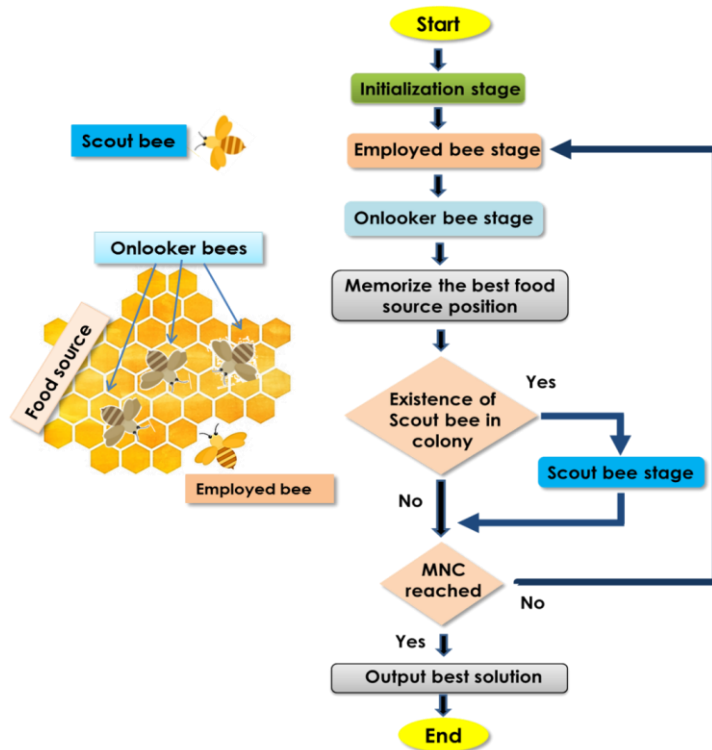 Start
Initialization stage
Scout bee
Employed bee stage
Onlooker bee stage
Onlooker bees
Memorize the best food
source position
Food source
Yes
Existence of
Scout bee in
colony
Scout bee stage
Employed bee
No
MNC
reached
No
Yes
Output best solution
End